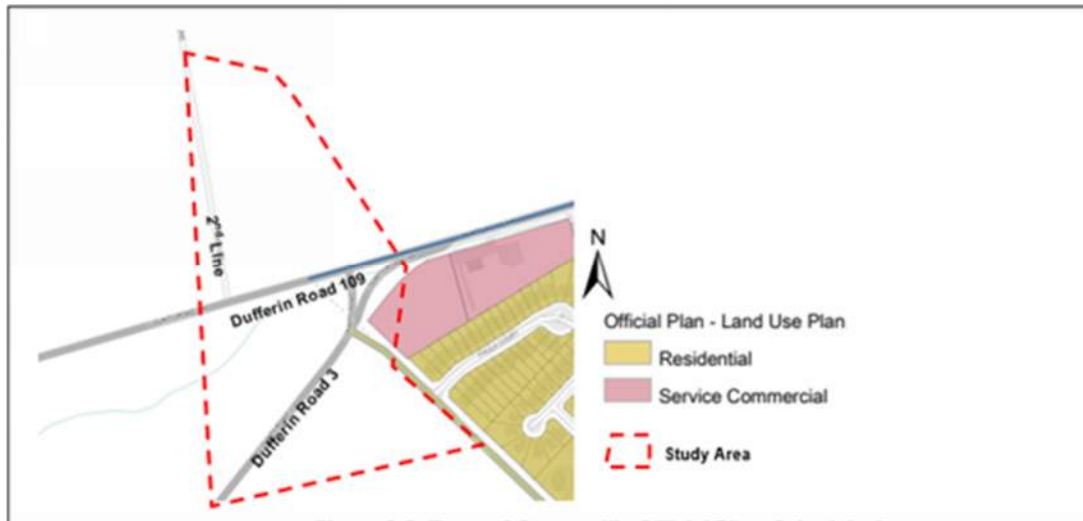 2nd Line
Dufferin Road 109
Dufferin Road 3
N
Official Plan - Land Use Plan
Residential
Service Commercial
Study Area